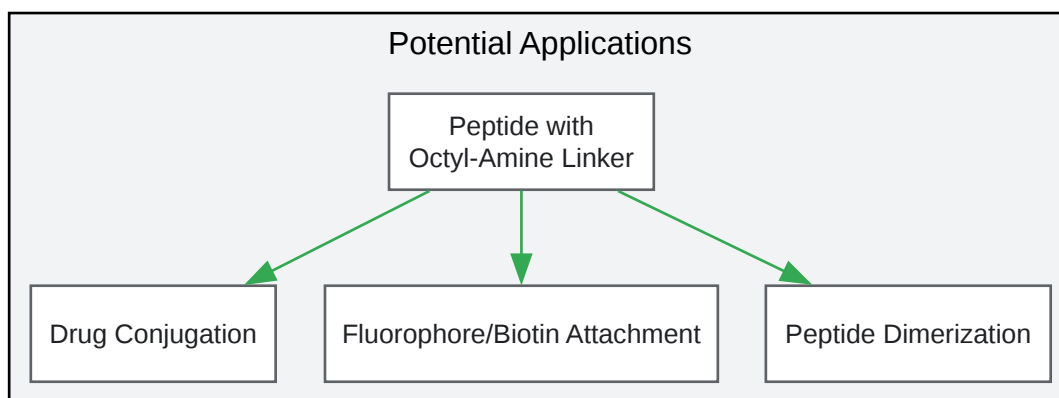 Potential Applications
Peptide with
Octyl-Amine Linker
Drug Conjugation
Fluorophore/Biotin Attachment
Peptide Dimerization